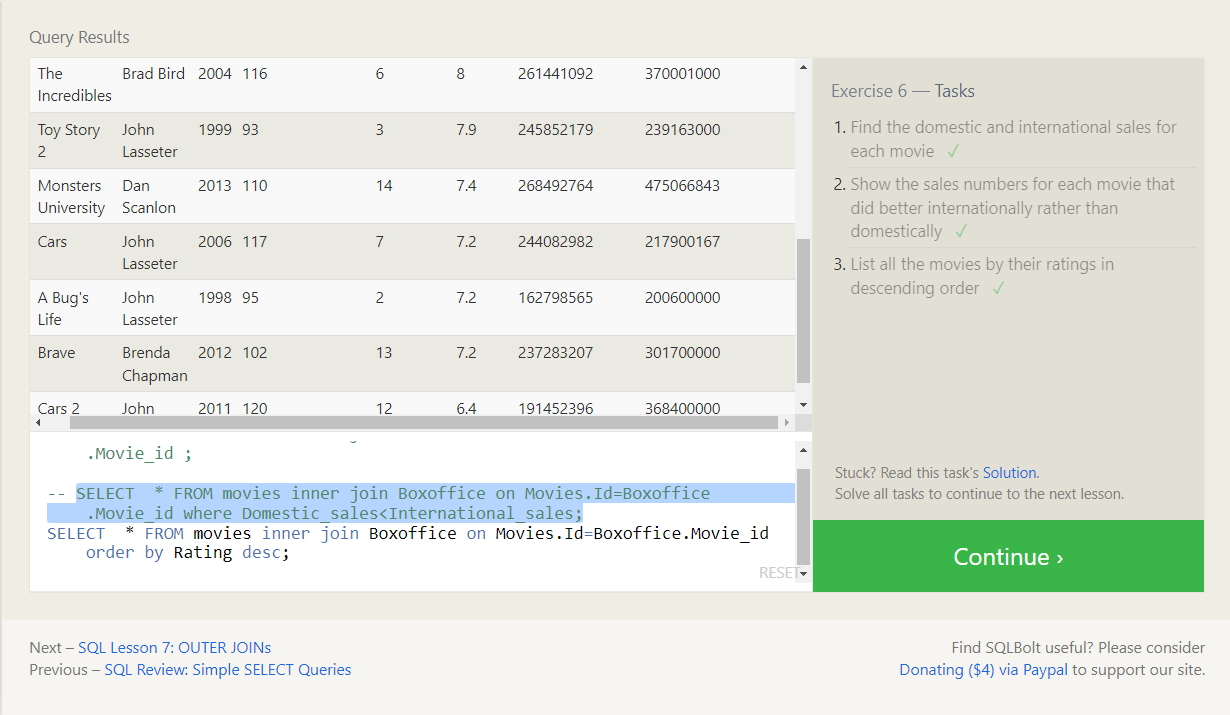 Query Results
The Incredibles Brad Bird 2004 116 6 8 261441092 370001000
Toy Story 2 John Lasseter 1999 93 3 7.9 245852179 239163000
Monsters University Dan Scanlon 2013 110 14 7.4 268492764 475066843
Cars John Lasseter 2006 117 7 7.2 244082982 217900167
A Bug's Life John Lasseter 1998 95 2 7.2 162798565 200600000
Brave Brenda Chapman 2012 102 13 7.2 237283207 301700000
Cars 2 John 2011 120 12 6.4 191452396 368400000
.Movie_id ;
-- SELECT  * FROM movies inner join Boxoffice on Movies.Id=Boxoffice
.Movie_id where Domestic_sales<International_sales;
SELECT  * FROM movies inner join Boxoffice on Movies.Id=Boxoffice.Movie_id
order by Rating desc;
RESET
Exercise 6 — Tasks
1. Find the domestic and international sales for
each movie ✓
2. Show the sales numbers for each movie that
did better internationally rather than
domestically ✓
3. List all the movies by their ratings in
descending order ✓
Stuck? Read this task's Solution.
Solve all tasks to continue to the next lesson.
Continue ›
Next – SQL Lesson 7: OUTER JOINs
Previous – SQL Review: Simple SELECT Queries
Find SQLBolt useful? Please consider
Donating ($4) via Paypal to support our site.